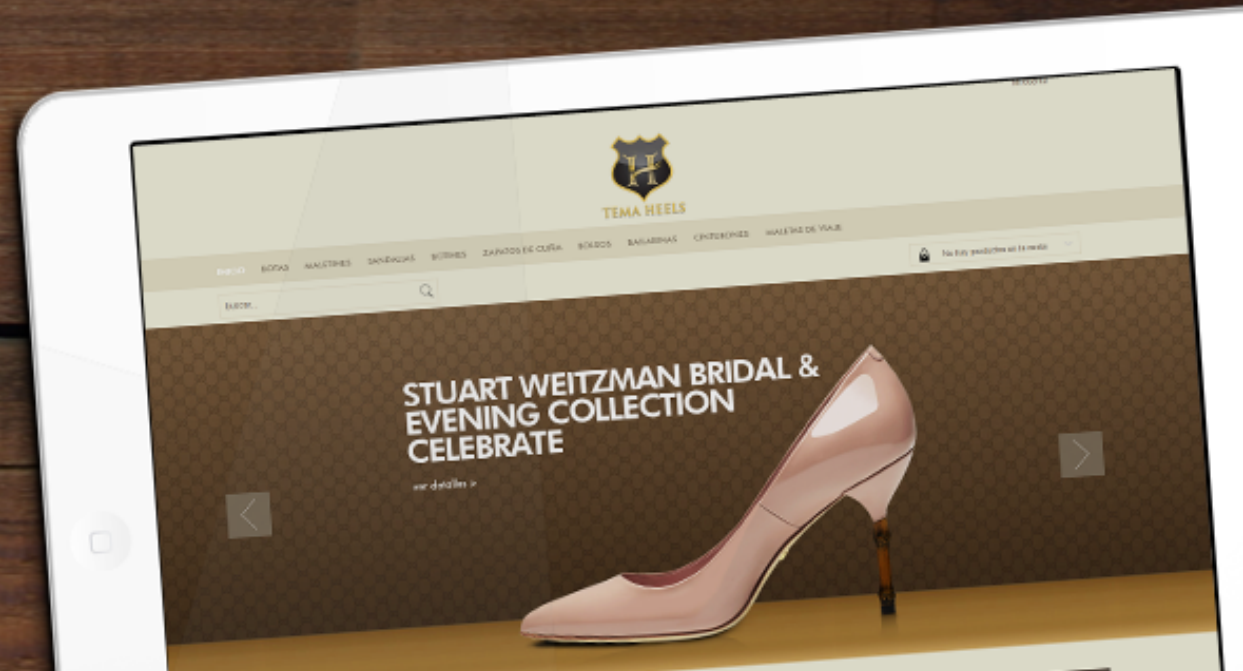 H
TEMA HEELS
INICIO BOTAS MALETINES SANDALIAS BOTINES ZAPATOS DE CUÑA BOLSOS BAILARINAS CINTURONES MALETAS DE VIAJE
buscar... No hay productos en la cesta
STUART WEITZMAN BRIDAL &
EVENING COLLECTION
CELEBRATE
ver detalles >